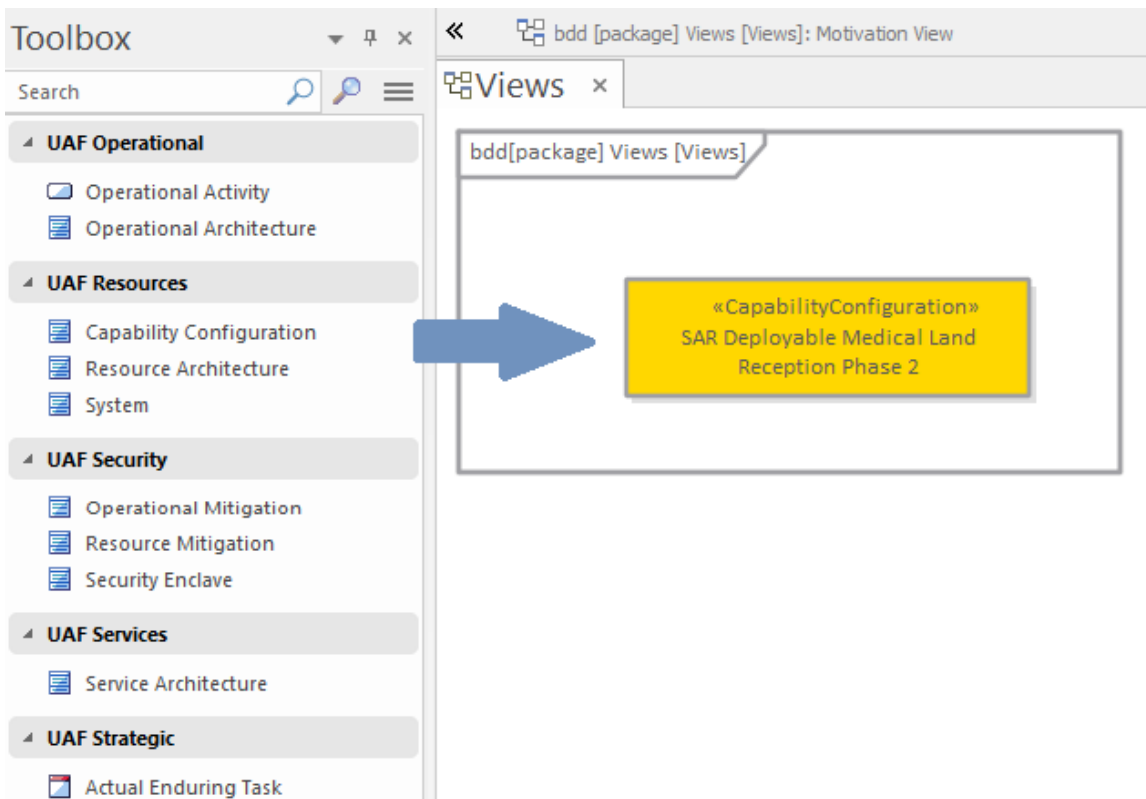 Toolbox
Search
UAF Operational
Operational Activity
Operational Architecture
UAF Resources
Capability Configuration
Resource Architecture
System
UAF Security
Operational Mitigation
Resource Mitigation
Security Enclave
UAF Services
Service Architecture
UAF Strategic
Actual Enduring Task
bdd [package] Views [Views]: Motivation View
Views
bdd[package] Views [Views]
«CapabilityConfiguration»
SAR Deployable Medical Land
Reception Phase 2